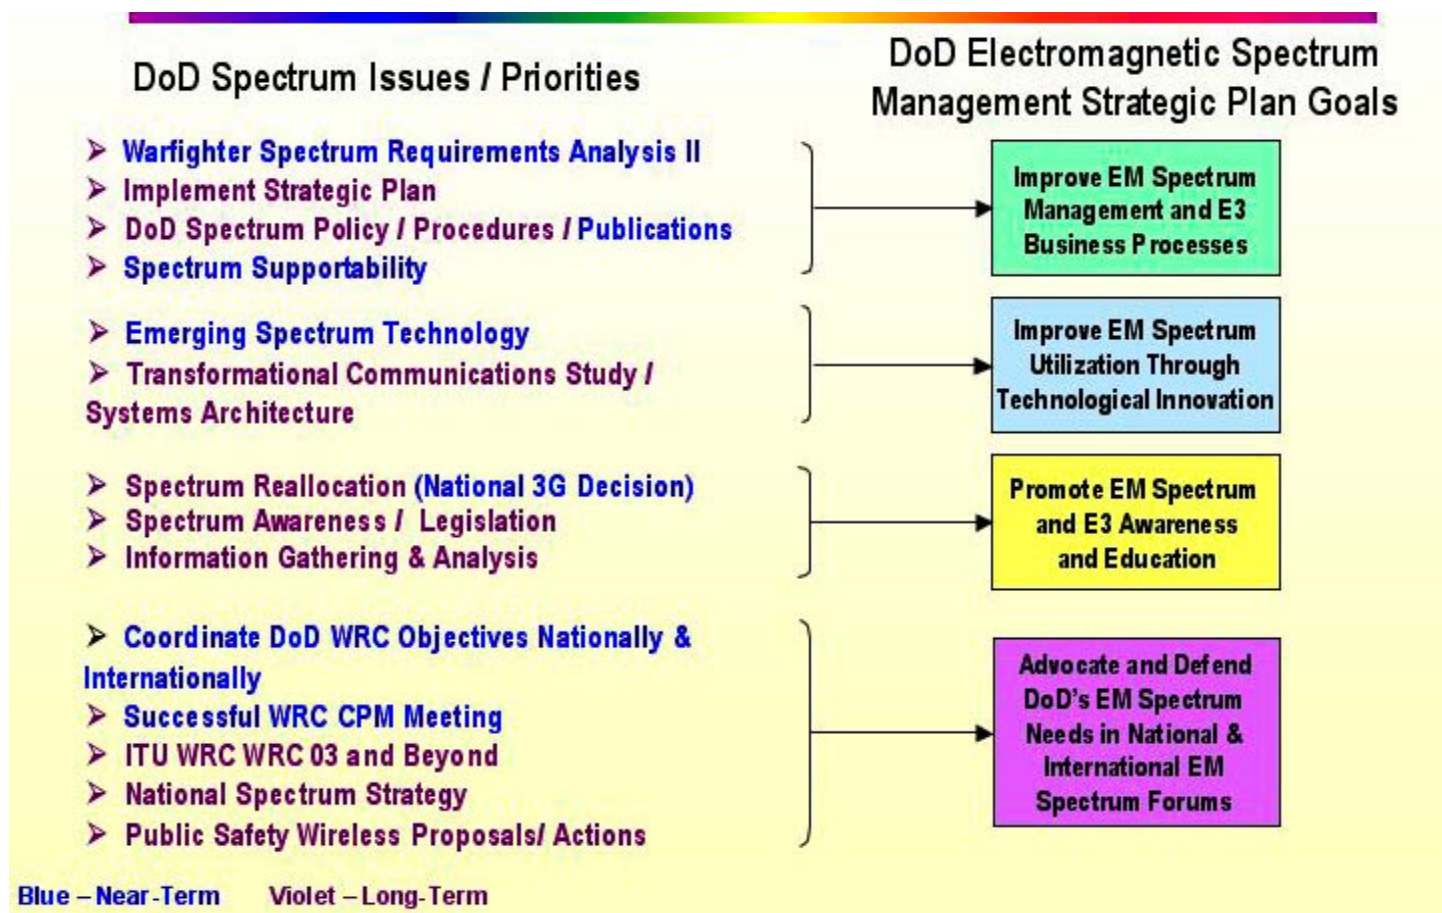 DoD Spectrum Issues / Priorities
➢ Warfighter Spectrum Requirements Analysis II
➢ Implement Strategic Plan
➢ DoD Spectrum Policy / Procedures / Publications
➢ Spectrum Supportability
➢ Emerging Spectrum Technology
➢ Transformational Communications Study /
Systems Architecture
➢ Spectrum Reallocation (National 3G Decision)
➢ Spectrum Awareness / Legislation
➢ Information Gathering & Analysis
➢ Coordinate DoD WRC Objectives Nationally &
Internationally
➢ Successful WRC CPM Meeting
➢ ITU WRC WRC 03 and Beyond
➢ National Spectrum Strategy
➢ Public Safety Wireless Proposals/ Actions
DoD Electromagnetic Spectrum
Management Strategic Plan Goals
Improve EM Spectrum
Management and E3
Business Processes
Improve EM Spectrum
Utilization Through
Technological Innovation
Promote EM Spectrum
and E3 Awareness
and Education
Advocate and Defend
DoD's EM Spectrum
Needs in National &
International EM
Spectrum Forums
Blue – Near-Term Violet – Long-Term